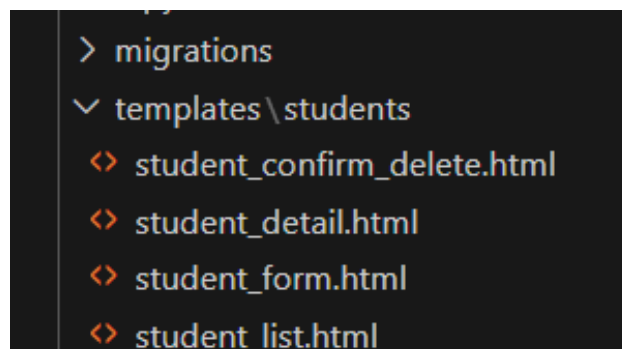 migrations
templates\students
student_confirm_delete.html
student_detail.html
student_form.html
student_list.html